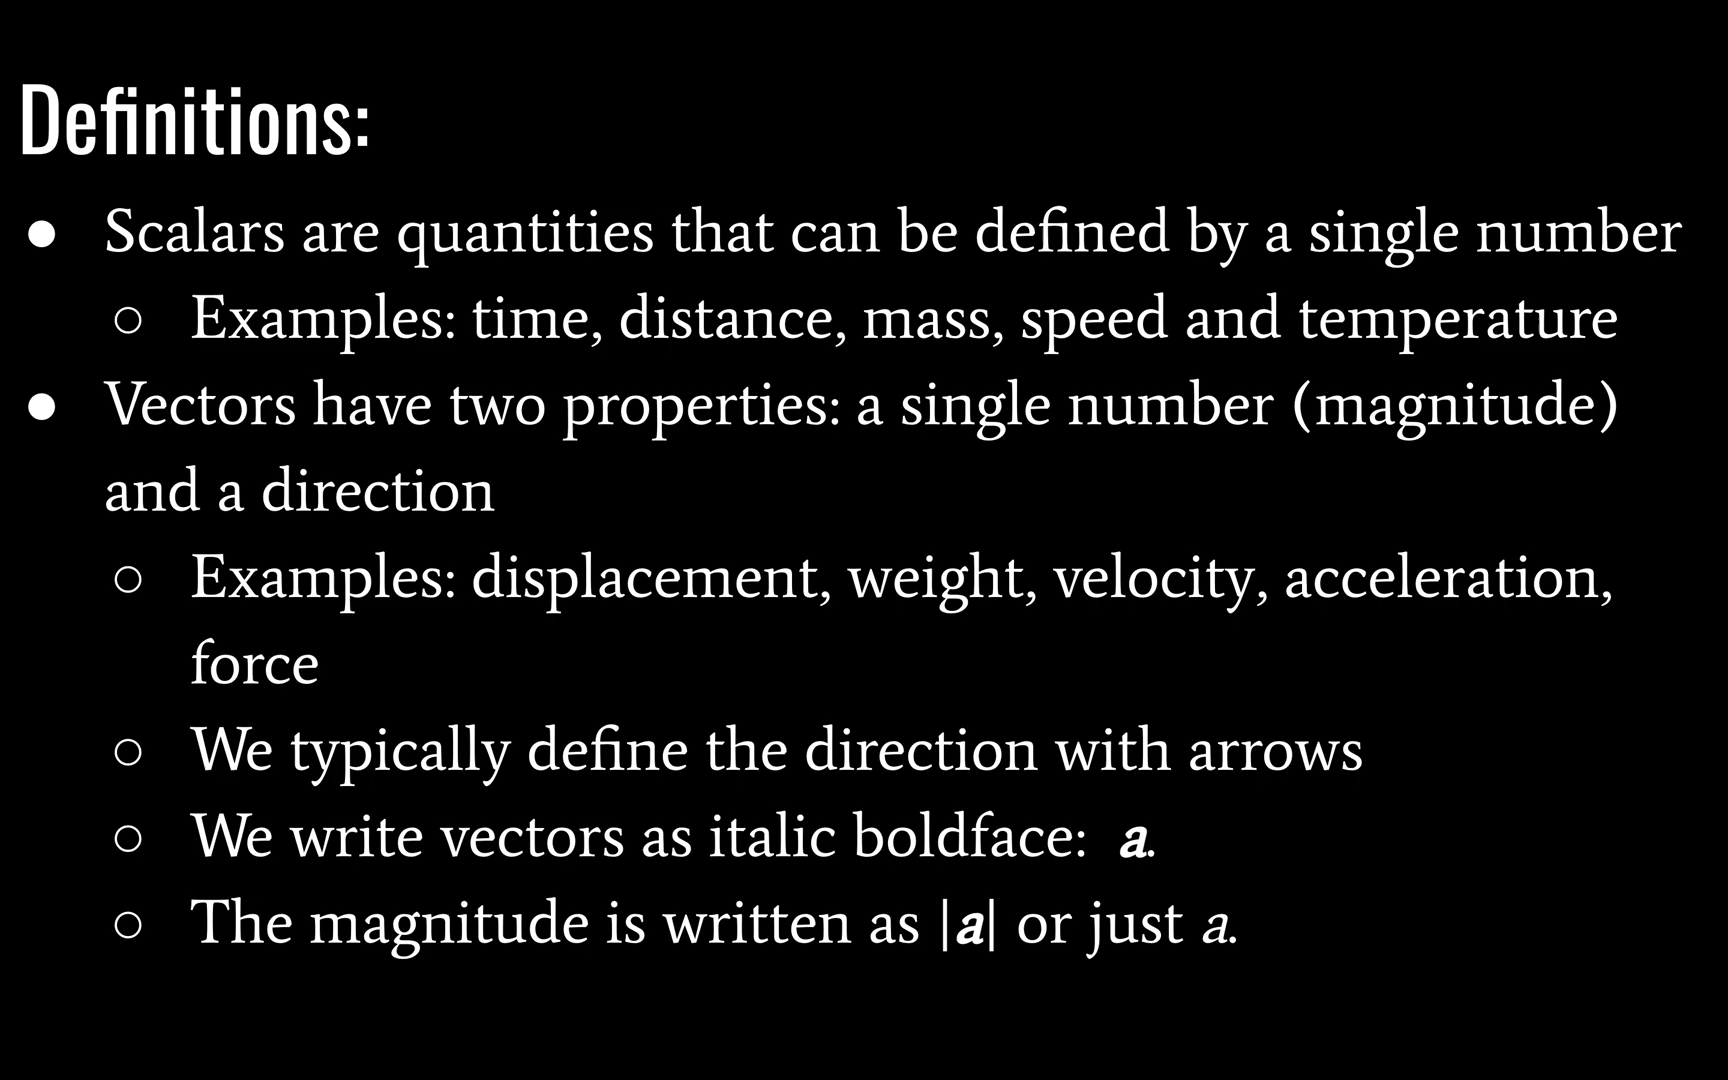 Definitions:
● Scalars are quantities that can be defined by a single number
○ Examples: time, distance, mass, speed and temperature
● Vectors have two properties: a single number (magnitude)
and a direction
○ Examples: displacement, weight, velocity, acceleration,
force
○ We typically define the direction with arrows
○ We write vectors as italic boldface: a.
○ The magnitude is written as |a| or just a.